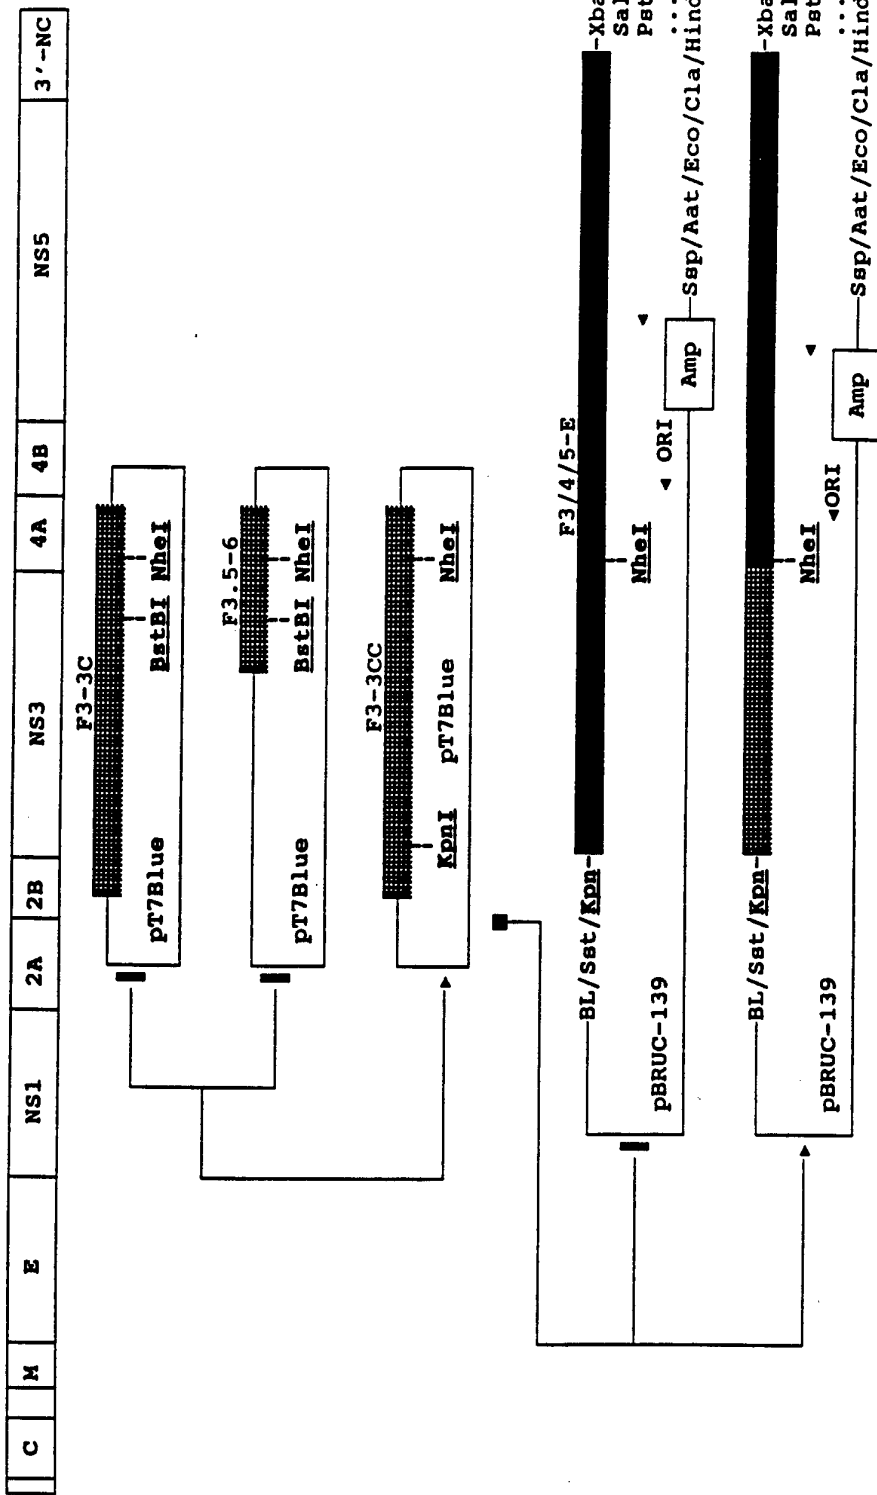 C M E NS1 2A 2B NS3 4A 4B NS5 3'-NC
F3-3C
BstBI NheI
pT7Blue
F3.5-6
BstBI NheI
pT7Blue
F3-3CC
KpnI pT7Blue NheI
F3/4/5-E
BL/Sst/Kpn- -Xba
Sal
Pst
...
NheI
ORI
pBRUC-139 Amp Ssp/Aat/Eco/Cla/Hind
BL/Sst/Kpn- -Xba
Sal
Pst
...
NheI
ORI
pBRUC-139 Amp Ssp/Aat/Eco/Cla/Hind